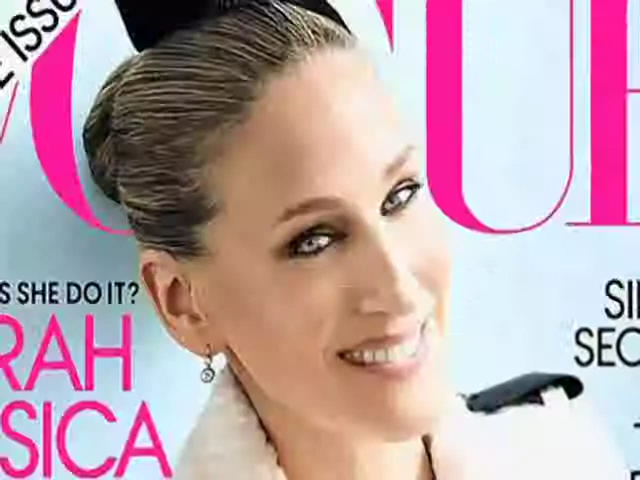 E ISSU
VOGUE
S SHE DO IT?
RAH
SICA
SI
SEC